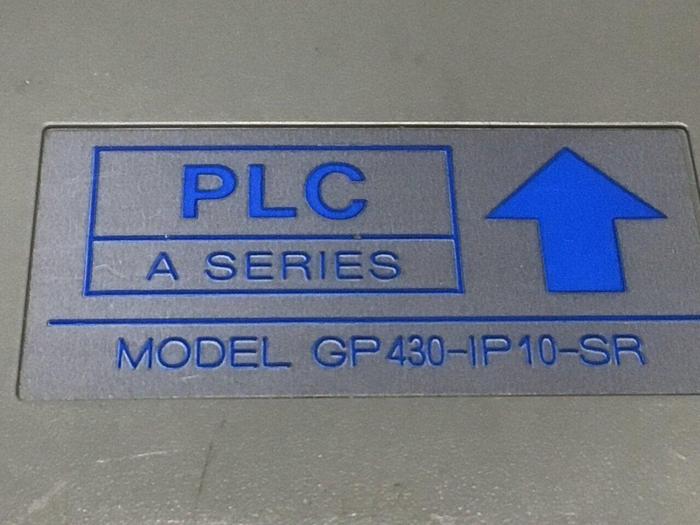 PLC
A SERIES
MODEL GP430-IP10-SR